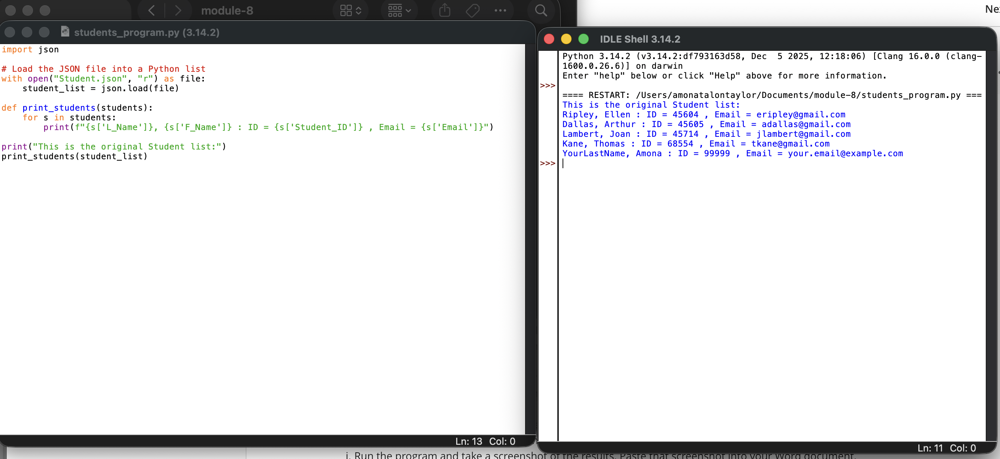 module-8
Ne
students_program.py (3.14.2)
import json
# Load the JSON file into a Python list
with open("Student.json", "r") as file:
    student_list = json.load(file)
def print_students(students):
    for s in students:
        print(f"{s['L_Name']}, {s['F_Name']} : ID = {s['Student_ID']} , Email = {s['Email']}")
print("This is the original Student list:")
print_students(student_list)
Ln: 13 Col: 0
IDLE Shell 3.14.2
Python 3.14.2 (v3.14.2:df793163d58, Dec  5 2025, 12:18:06) [Clang 16.0.0 (clang-
1600.0.26.6)] on darwin
Enter "help" below or click "Help" above for more information.
>>>
==== RESTART: /Users/amonatalontaylor/Documents/module-8/students_program.py ===
This is the original Student list:
Ripley, Ellen : ID = 45604 , Email = eripley@gmail.com
Dallas, Arthur : ID = 45605 , Email = adallas@gmail.com
Lambert, Joan : ID = 45714 , Email = jlambert@gmail.com
Kane, Thomas : ID = 68554 , Email = tkane@gmail.com
YourLastName, Amona : ID = 99999 , Email = your.email@example.com
>>>
Ln: 11 Col: 0
i. Run the program and take a screenshot of the results. Paste that screenshot into your Word document.